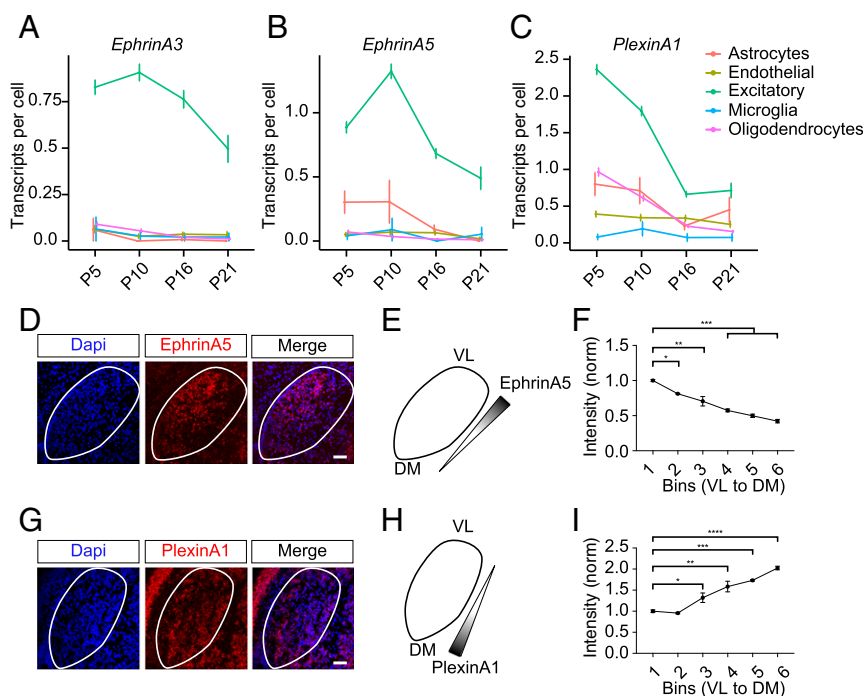 A
EphrinA3
Transcripts per cell
0.75
0.5
0.25
0.0
P5
P10
P16
P21
B
EphrinA5
Transcripts per cell
1.0
0.5
0.0
P5
P10
P16
P21
C
PlexinA1
Transcripts per cell
2.5
2.0
1.5
1.0
0.5
0.0
P5
P10
P16
P21
Astrocytes
Endothelial
Excitatory
Microglia
Oligodendrocytes
D
Dapi
EphrinA5
Merge
E
VL
EphrinA5
DM
F
Intensity (norm)
1.5
1.0
0.5
0.0
***
**
*
1
2
3
4
5
6
Bins (VL to DM)
G
Dapi
PlexinA1
Merge
H
VL
DM
PlexinA1
I
Intensity (norm)
2.5
2.0
1.5
1.0
0.5
0.0
****
***
**
*
1
2
3
4
5
6
Bins (VL to DM)